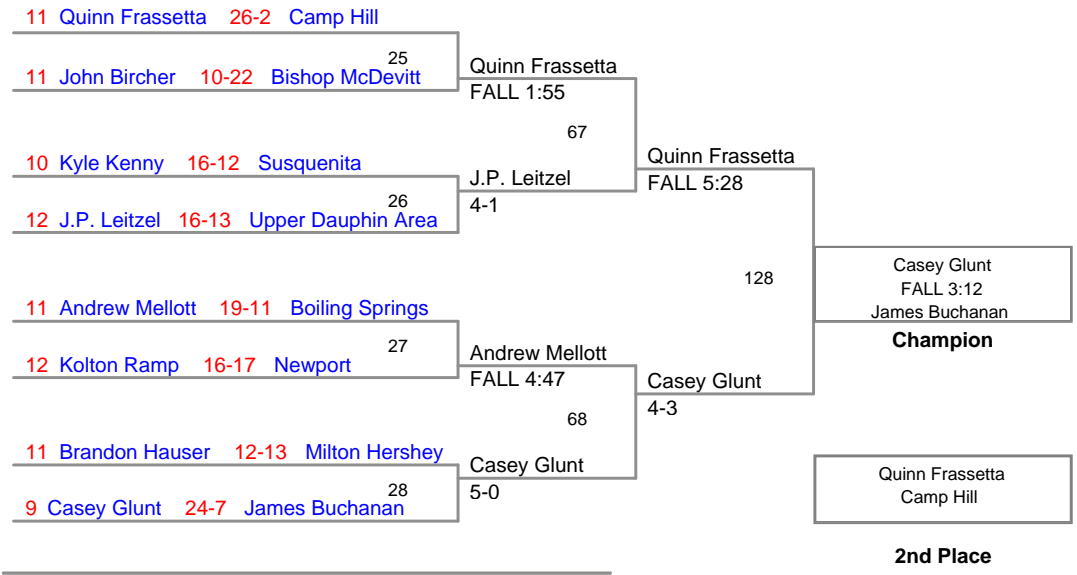 11 Quinn Frassetta 26-2 Camp Hill
25
11 John Bircher 10-22 Bishop McDevitt
Quinn Frassetta
FALL 1:55
67
10 Kyle Kenny 16-12 Susquenita
26
12 J.P. Leitzel 16-13 Upper Dauphin Area
J.P. Leitzel
4-1
Quinn Frassetta
FALL 5:28
128
11 Andrew Mellott 19-11 Boiling Springs
27
12 Kolton Ramp 16-17 Newport
Andrew Mellott
FALL 4:47
68
11 Brandon Hauser 12-13 Milton Hershey
28
9 Casey Glunt 24-7 James Buchanan
Casey Glunt
5-0
Casey Glunt
4-3
Casey Glunt
FALL 3:12
James Buchanan
Champion
Quinn Frassetta
Camp Hill
2nd Place